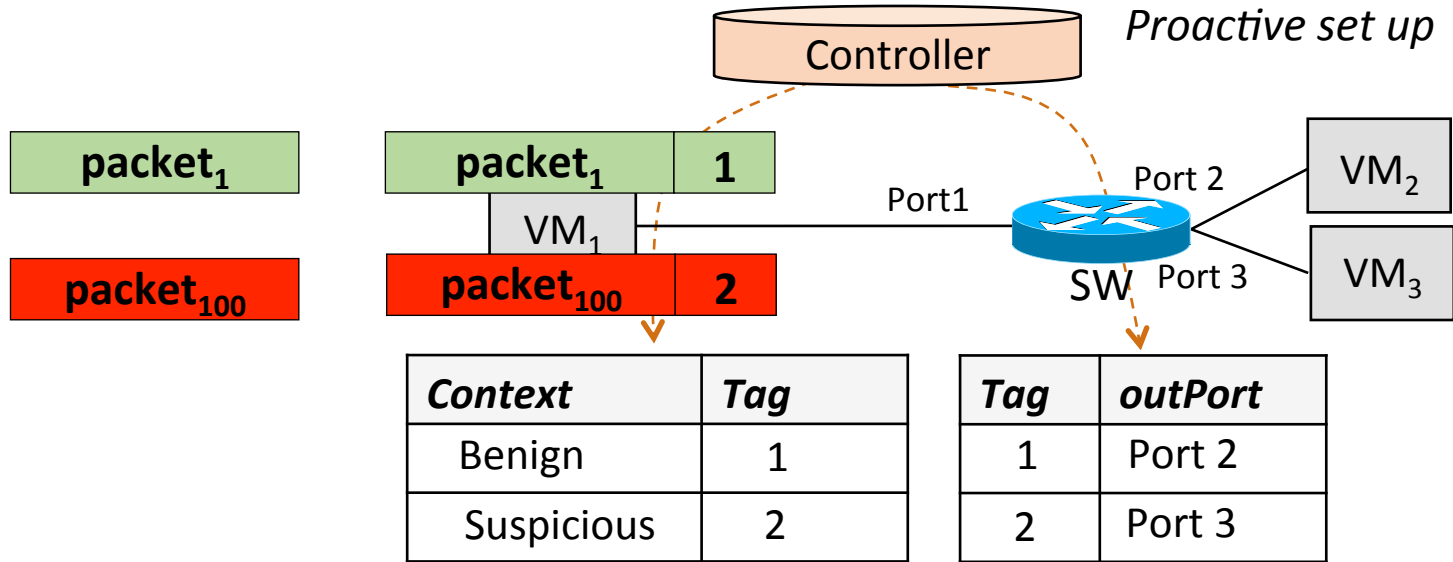 Proactive set up
Controller
packet1
packet1 1
Port1
Port 2
VM2
VM1
packet100
packet100 2
SW
Port 3
VM3
Context Tag
Benign 1
Suspicious 2
Tag outPort
1 Port 2
2 Port 3